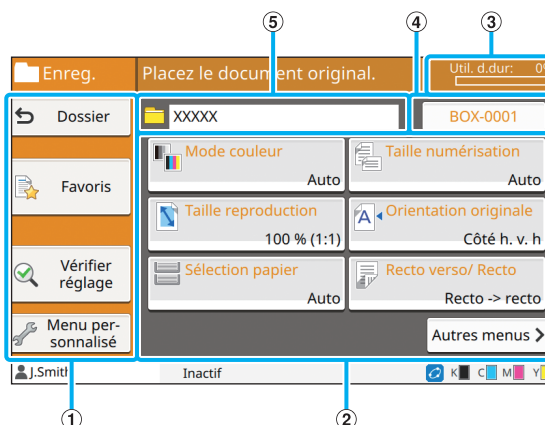 ⑤ ④ ③
Enreg. Placez le document original. Util. d.dur: 0%
Dossier XXXXX BOX-0001
Mode couleur Taille numérisation
Auto Auto
Favoris
Taille reproduction Orientation originale
100 % (1:1) Côté h. v. h
Vérifier
réglage
Sélection papier Recto verso/ Recto
Auto Recto -> recto
Menu per-
sonnalisé
Autres menus
J.Smith Inactif K C M Y
① ②